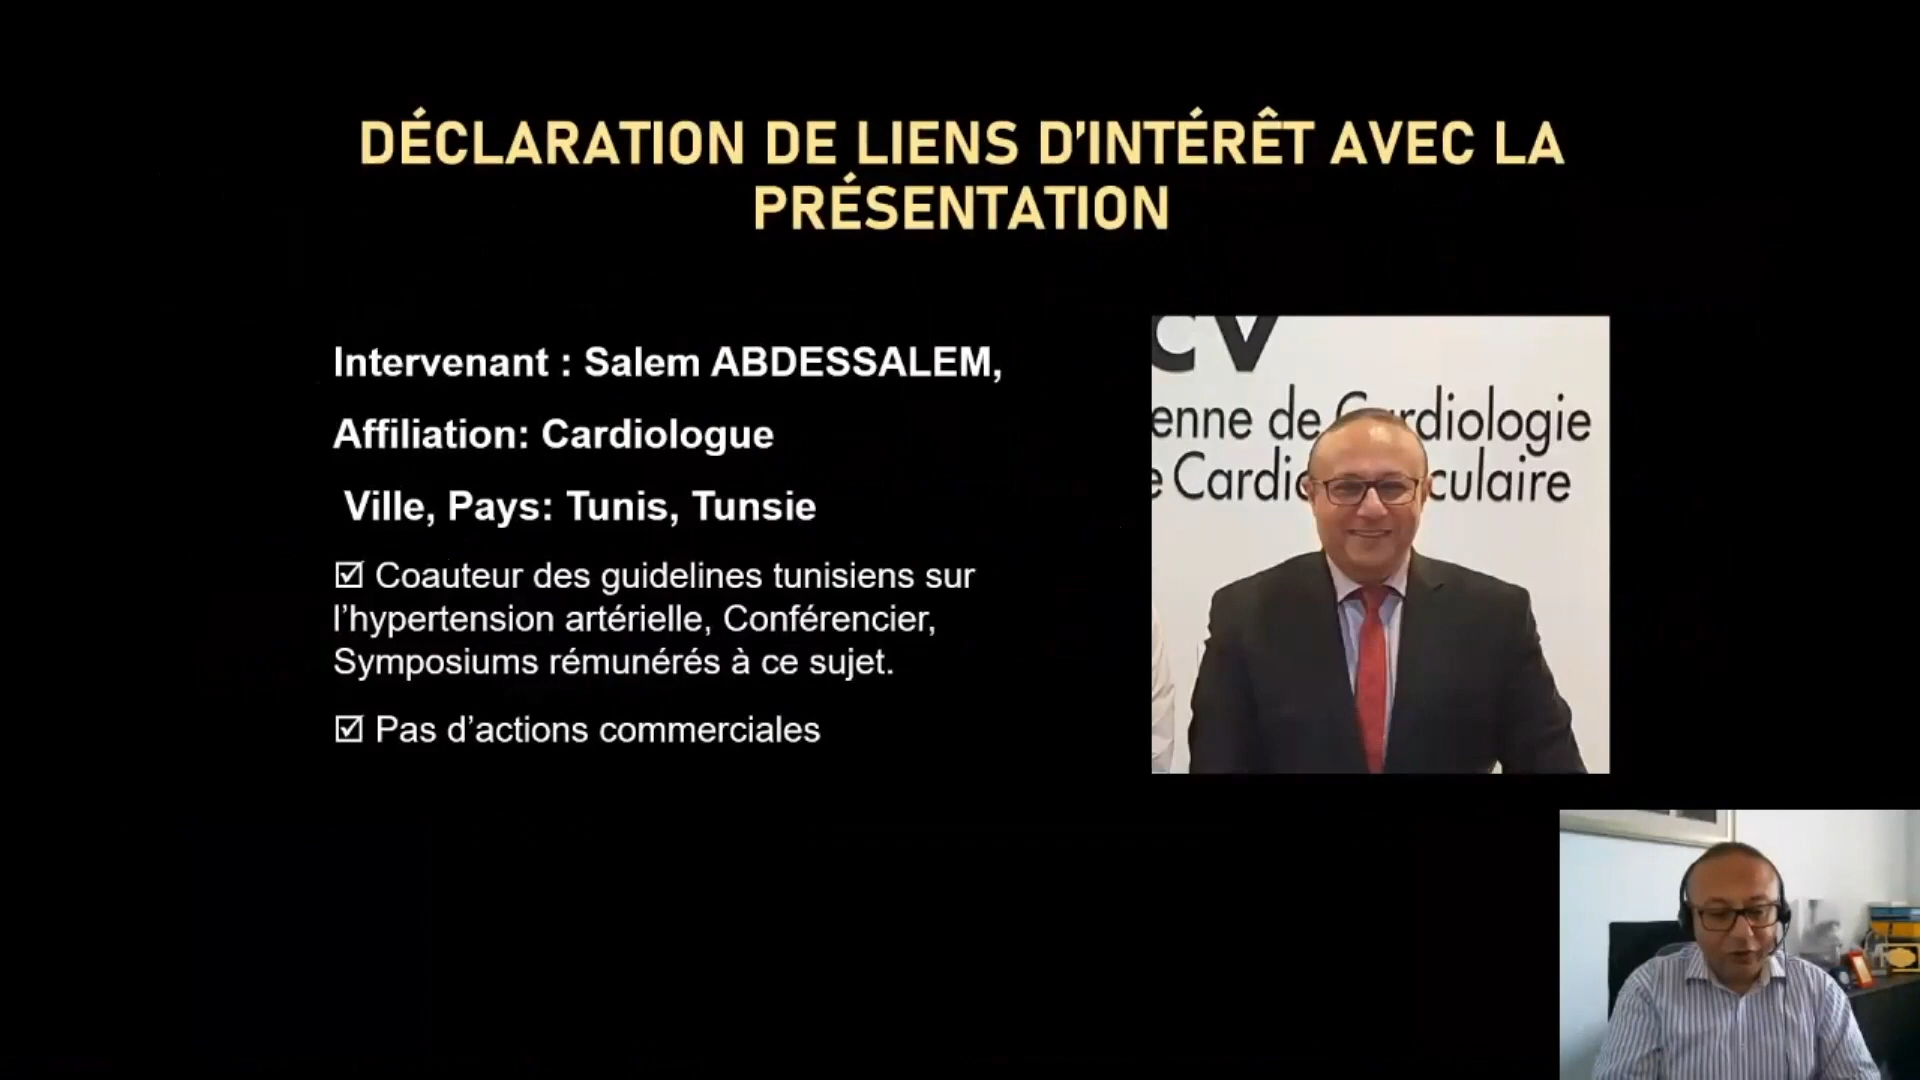 DÉCLARATION DE LIENS D'INTÉRÊT AVEC LA
PRÉSENTATION
Intervenant : Salem ABDESSALEM,
Affiliation: Cardiologue
Ville, Pays: Tunis, Tunsie
☑ Coauteur des guidelines tunisiens sur
l'hypertension artérielle, Conférencier,
Symposiums rémunérés à ce sujet.
☑ Pas d'actions commerciales
CV
enne de Cardiologie
e Cardio culaire